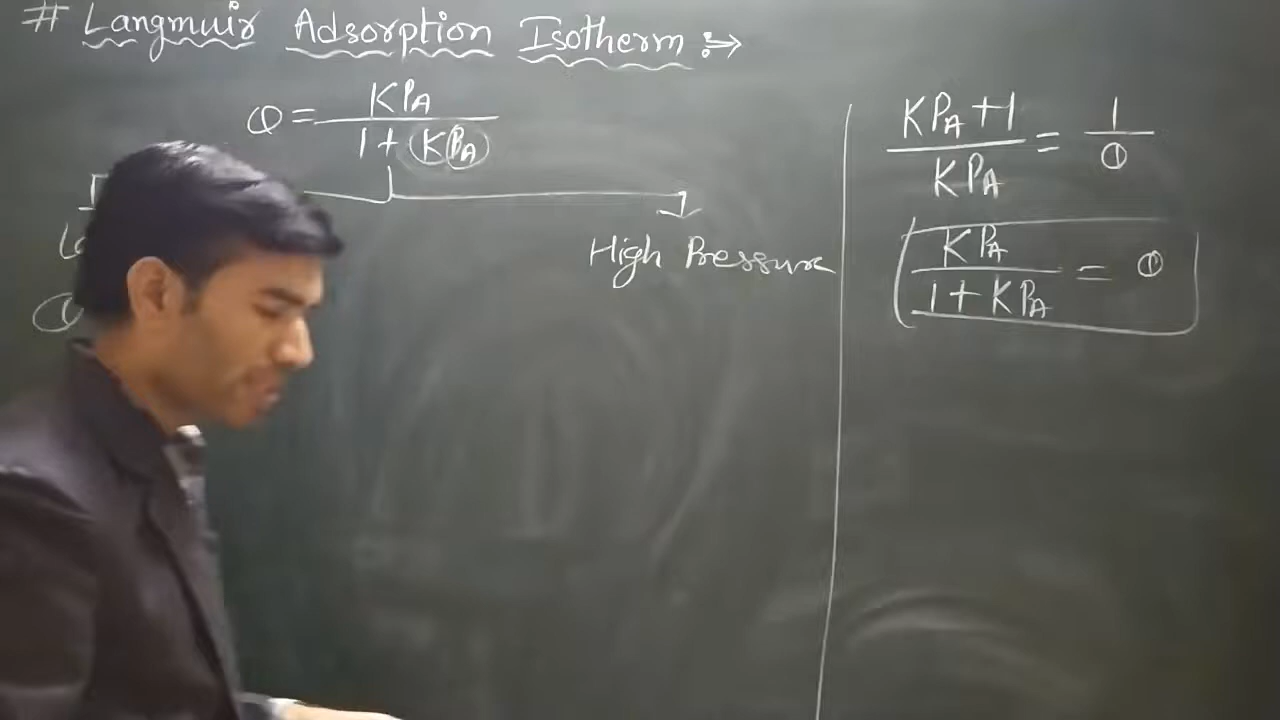 # Langmuir Adsorption Isotherm :→
θ = KPA / 1 + KPA
High Pressure
θ
KPA + 1 / KPA = 1 / θ
KPA / 1 + KPA = θ